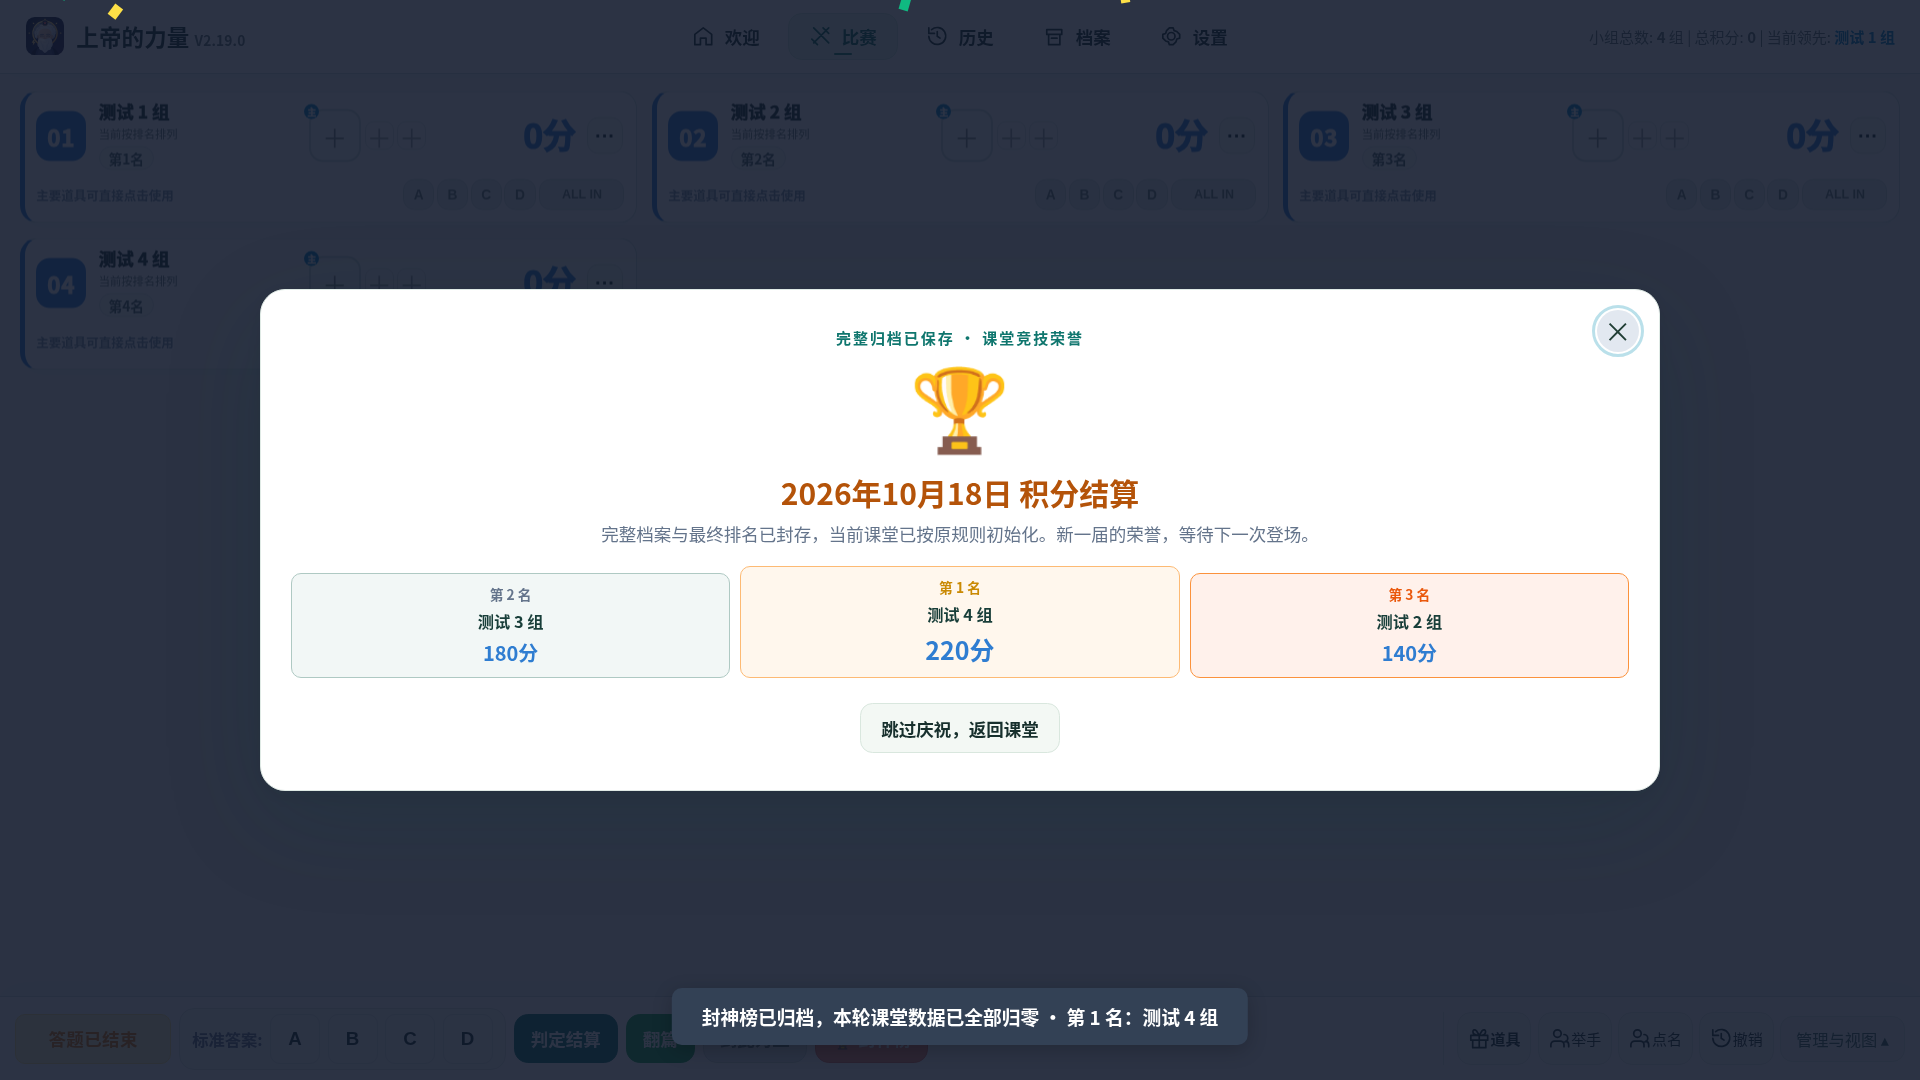 上帝的力量 V2.19.0
欢迎
比赛
历史
档案
设置
小组总数: 4 组 | 总积分: 0 | 当前领先: 测试 1 组
01
测试 1 组
当前按排名排列
第1名
主
0分
主要道具可直接点击使用
A
B
C
D
ALL IN
02
测试 2 组
当前按排名排列
第2名
主
0分
主要道具可直接点击使用
A
B
C
D
ALL IN
03
测试 3 组
当前按排名排列
第3名
主
0分
主要道具可直接点击使用
A
B
C
D
ALL IN
04
测试 4 组
当前按排名排列
第4名
主
0分
主要道具可直接点击使用
完整归档已保存 · 课堂竞技荣誉
2026年10月18日 积分结算
完整档案与最终排名已封存，当前课堂已按原规则初始化。新一届的荣誉，等待下一次登场。
第 2 名
测试 3 组
180分
第 1 名
测试 4 组
220分
第 3 名
测试 2 组
140分
跳过庆祝，返回课堂
封神榜已归档，本轮课堂数据已全部归零 · 第 1 名：测试 4 组
答题已结束
标准答案:
A
B
C
D
判定结算
翻篇
道具
举手
点名
撤销
管理与视图 ▴